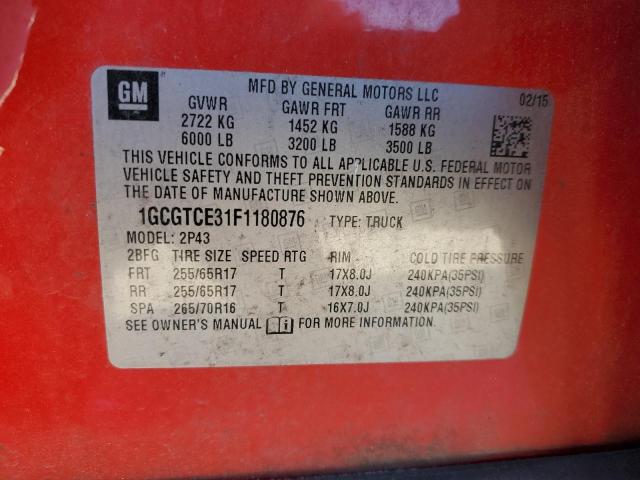 GM
MFD BY GENERAL MOTORS LLC 02/15
GVWR GAWR FRT GAWR RR
2722 KG 1452 KG 1588 KG
6000 LB 3200 LB 3500 LB
THIS VEHICLE CONFORMS TO ALL APPLICABLE U.S. FEDERAL MOTOR
VEHICLE SAFETY AND THEFT PREVENTION STANDARDS IN EFFECT ON
THE DATE OF MANUFACTURE SHOWN ABOVE.
1GCGTCE31F1180876 TYPE: TRUCK
MODEL: 2P43
2BFG TIRE SIZE SPEED RTG RIM COLD TIRE PRESSURE
FRT 255/65R17 T 17X8.0J 240KPA(35PSI)
RR 255/65R17 T 17X8.0J 240KPA(35PSI)
SPA 265/70R16 T 16X7.0J 240KPA(35PSI)
SEE OWNER'S MANUAL i FOR MORE INFORMATION.